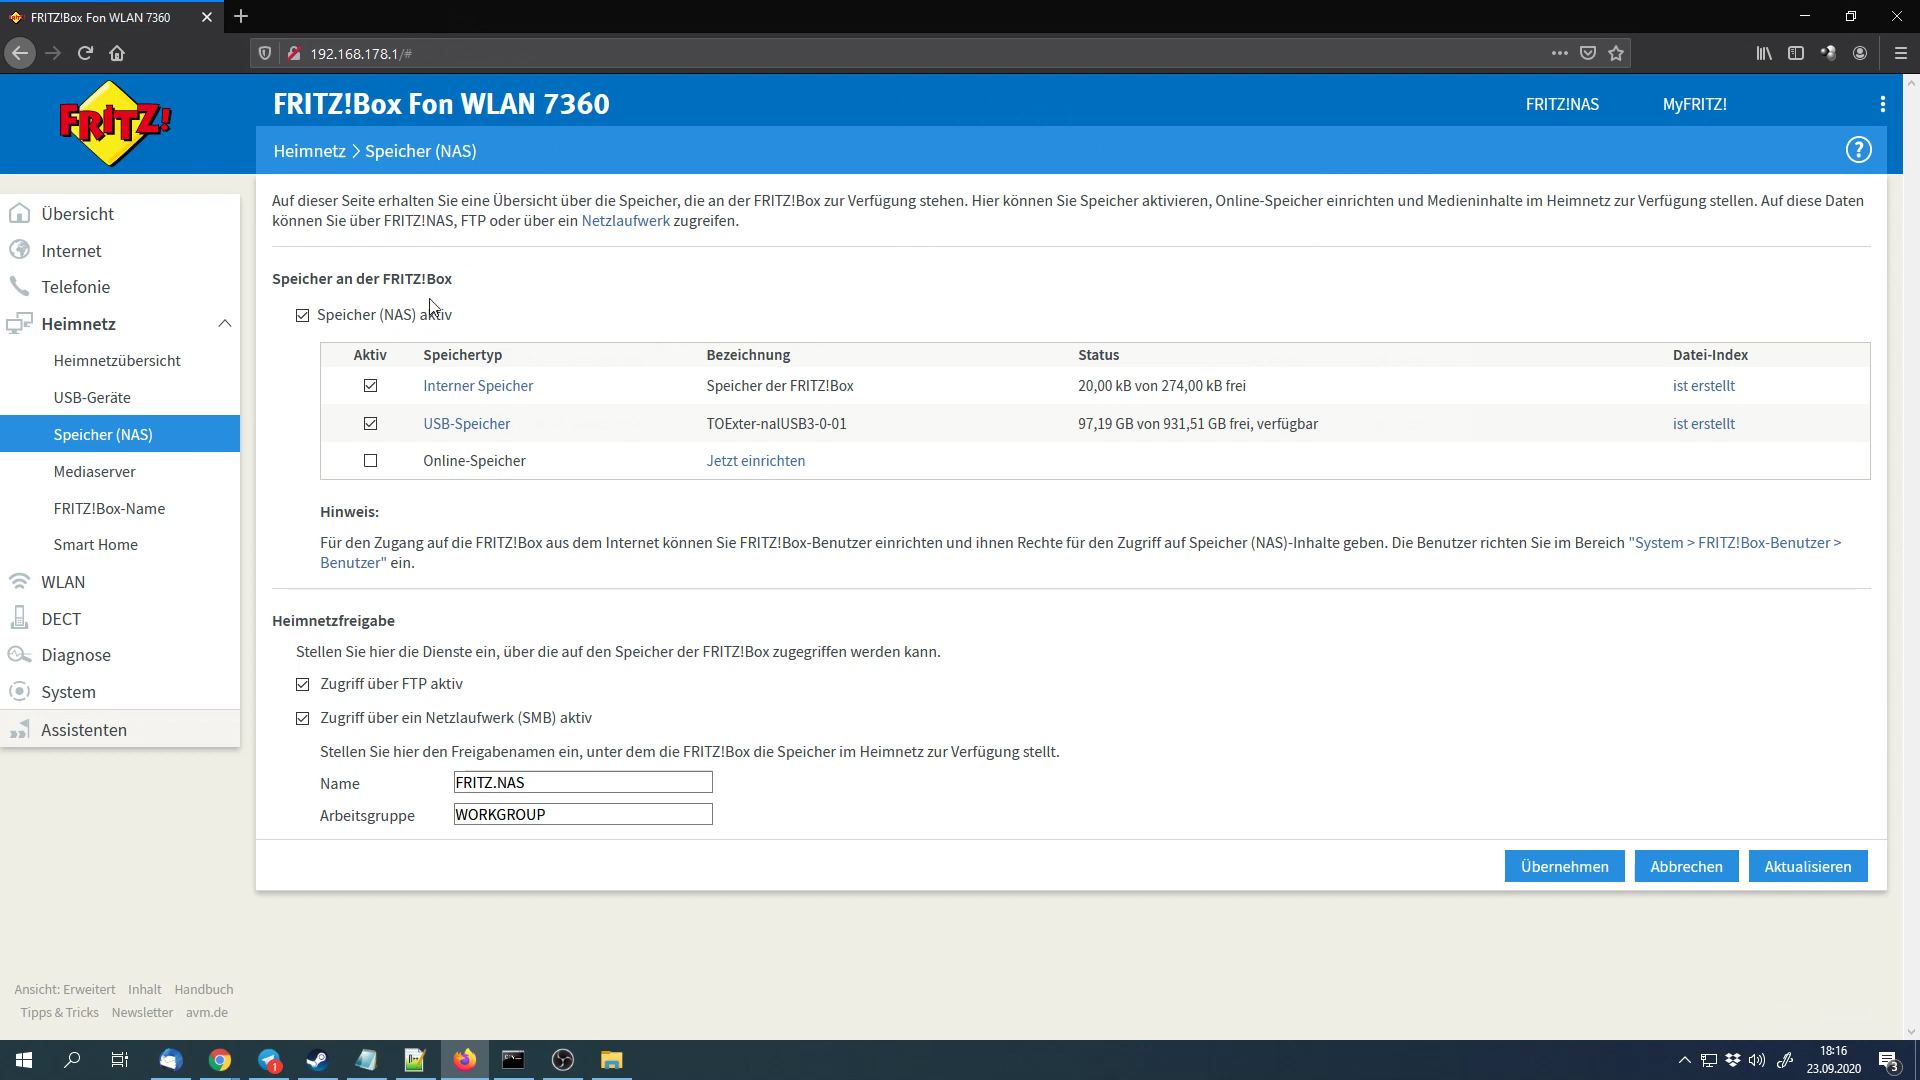 FRITZ!Box Fon WLAN 7360
192.168.178.1/#
FRITZ!
FRITZ!Box Fon WLAN 7360
FRITZ!NAS
MyFRITZ!
Heimnetz > Speicher (NAS)
?
Übersicht
Internet
Telefonie
Heimnetz
Heimnetzübersicht
USB-Geräte
Speicher (NAS)
Mediaserver
FRITZ!Box-Name
Smart Home
WLAN
DECT
Diagnose
System
Assistenten
Auf dieser Seite erhalten Sie eine Übersicht über die Speicher, die an der FRITZ!Box zur Verfügung stehen. Hier können Sie Speicher aktivieren, Online-Speicher einrichten und Medieninhalte im Heimnetz zur Verfügung stellen. Auf diese Daten
können Sie über FRITZ!NAS, FTP oder über ein Netzlaufwerk zugreifen.
Speicher an der FRITZ!Box
Speicher (NAS) aktiv
Aktiv Speichertyp Bezeichnung Status Datei-Index
Interner Speicher Speicher der FRITZ!Box 20,00 kB von 274,00 kB frei ist erstellt
USB-Speicher TOExter-nalUSB3-0-01 97,19 GB von 931,51 GB frei, verfügbar ist erstellt
Online-Speicher Jetzt einrichten
Hinweis:
Für den Zugang auf die FRITZ!Box aus dem Internet können Sie FRITZ!Box-Benutzer einrichten und ihnen Rechte für den Zugriff auf Speicher (NAS)-Inhalte geben. Die Benutzer richten Sie im Bereich "System > FRITZ!Box-Benutzer >
Benutzer" ein.
Heimnetzfreigabe
Stellen Sie hier die Dienste ein, über die auf den Speicher der FRITZ!Box zugegriffen werden kann.
Zugriff über FTP aktiv
Zugriff über ein Netzlaufwerk (SMB) aktiv
Stellen Sie hier den Freigabenamen ein, unter dem die FRITZ!Box die Speicher im Heimnetz zur Verfügung stellt.
Name FRITZ.NAS
Arbeitsgruppe WORKGROUP
Übernehmen Abbrechen Aktualisieren
Ansicht: Erweitert Inhalt Handbuch
Tipps & Tricks Newsletter avm.de
1
18:16
23.09.2020
3